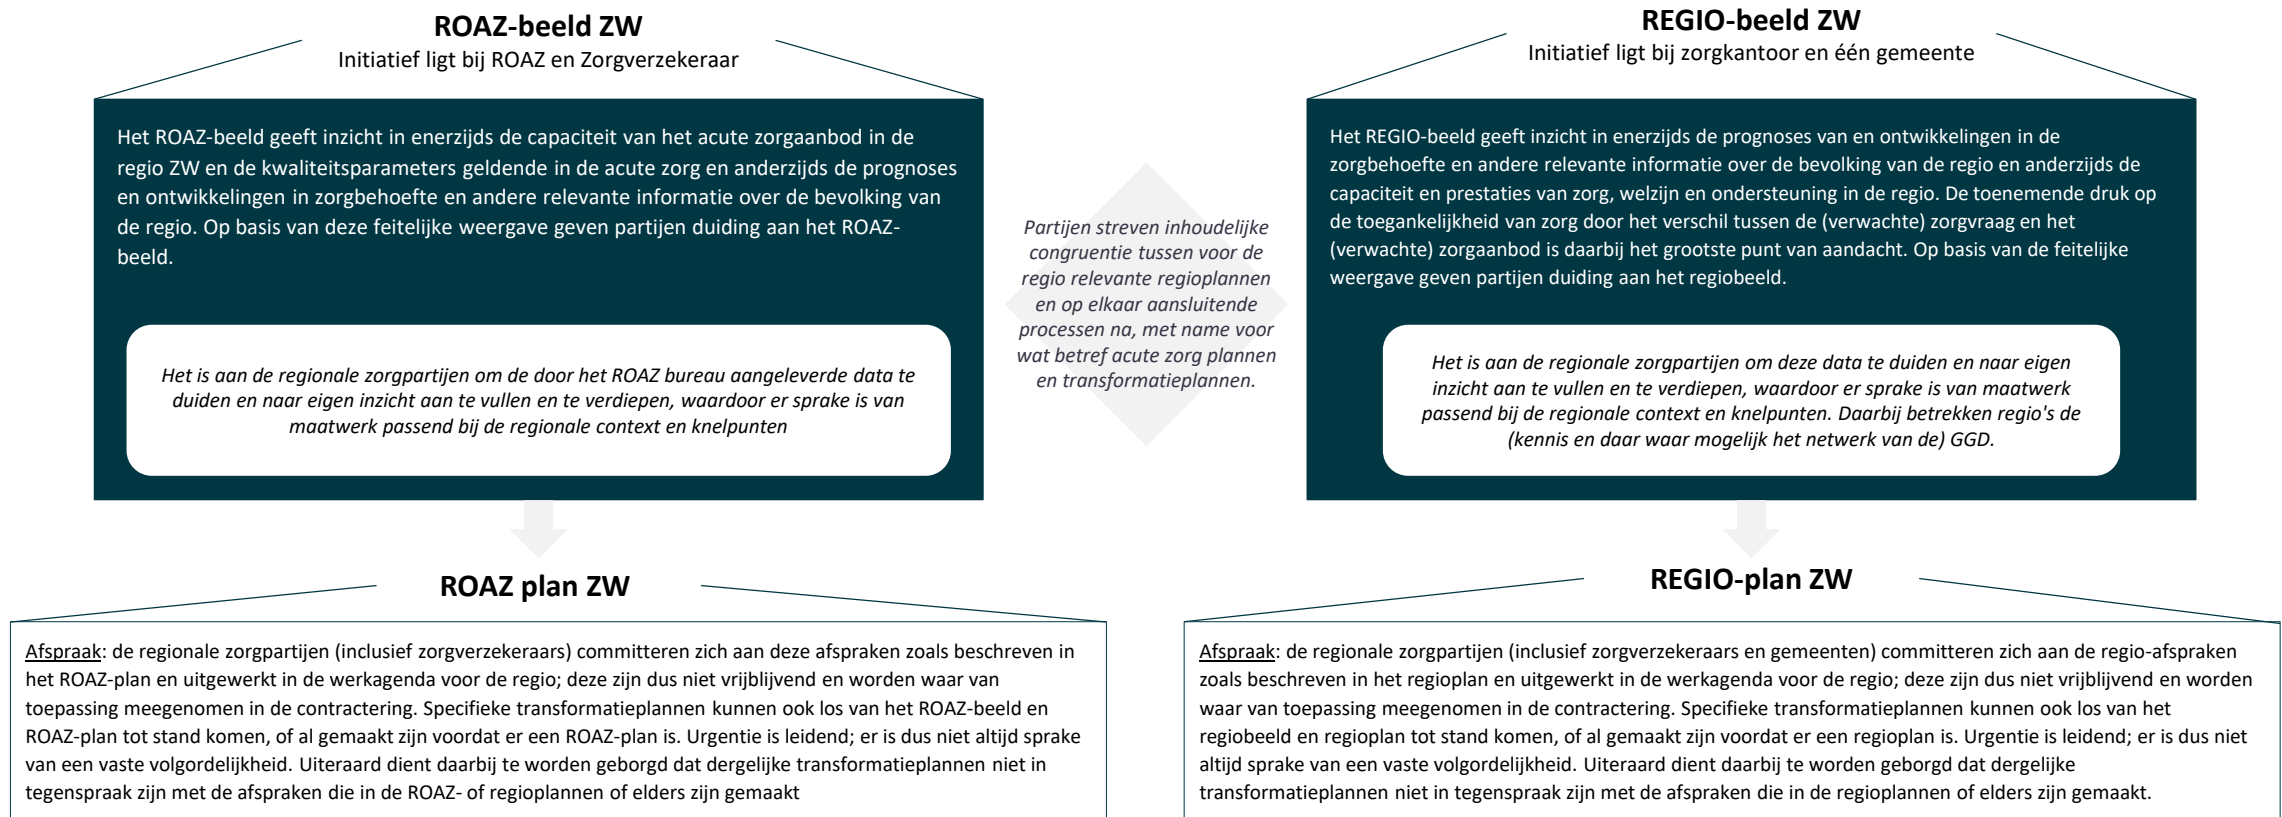 ROAZ-beeld ZW
Initiatief ligt bij ROAZ en Zorgverzekeraar
Het ROAZ-beeld geeft inzicht in enerzijds de capaciteit van het acute zorgaanbod in de
regio ZW en de kwaliteitsparameters geldende in de acute zorg en anderzijds de prognoses
en ontwikkelingen in zorgbehoefte en andere relevante informatie over de bevolking van
de regio. Op basis van deze feitelijke weergave geven partijen duiding aan het ROAZ-
beeld.
Het is aan de regionale zorgpartijen om de door het ROAZ bureau aangeleverde data te
duiden en naar eigen inzicht aan te vullen en te verdiepen, waardoor er sprake is van
maatwerk passend bij de regionale context en knelpunten
Partijen streven inhoudelijke
congruentie tussen voor de
regio relevante regioplannen
en op elkaar aansluitende
processen na, met name voor
wat betref acute zorg plannen
en transformatieplannen.
REGIO-beeld ZW
Initiatief ligt bij zorgkantoor en één gemeente
Het REGIO-beeld geeft inzicht in enerzijds de prognoses van en ontwikkelingen in de
zorgbehoefte en andere relevante informatie over de bevolking van de regio en anderzijds de
capaciteit en prestaties van zorg, welzijn en ondersteuning in de regio. De toenemende druk op
de toegankelijkheid van zorg door het verschil tussen de (verwachte) zorgvraag en het
(verwachte) zorgaanbod is daarbij het grootste punt van aandacht. Op basis van de feitelijke
weergave geven partijen duiding aan het regiobeeld.
Het is aan de regionale zorgpartijen om deze data te duiden en naar eigen
inzicht aan te vullen en te verdiepen, waardoor er sprake is van maatwerk
passend bij de regionale context en knelpunten. Daarbij betrekken regio's de
(kennis en daar waar mogelijk het netwerk van de) GGD.
ROAZ plan ZW
Afspraak: de regionale zorgpartijen (inclusief zorgverzekeraars) committeren zich aan deze afspraken zoals beschreven in
het ROAZ-plan en uitgewerkt in de werkagenda voor de regio; deze zijn dus niet vrijblijvend en worden waar van
toepassing meegenomen in de contractering. Specifieke transformatieplannen kunnen ook los van het ROAZ-beeld en
ROAZ-plan tot stand komen, of al gemaakt zijn voordat er een ROAZ-plan is. Urgentie is leidend; er is dus niet altijd sprake
van een vaste volgordelijkheid. Uiteraard dient daarbij te worden geborgd dat dergelijke transformatieplannen niet in
tegenspraak zijn met de afspraken die in de ROAZ- of regioplannen of elders zijn gemaakt
REGIO-plan ZW
Afspraak: de regionale zorgpartijen (inclusief zorgverzekeraars en gemeenten) committeren zich aan de regio-afspraken
zoals beschreven in het regioplan en uitgewerkt in de werkagenda voor de regio; deze zijn dus niet vrijblijvend en worden
waar van toepassing meegenomen in de contractering. Specifieke transformatieplannen kunnen ook los van het
regiobeeld en regioplan tot stand komen, of al gemaakt zijn voordat er een regioplan is. Urgentie is leidend; er is dus niet
altijd sprake van een vaste volgordelijkheid. Uiteraard dient daarbij te worden geborgd dat dergelijke
transformatieplannen niet in tegenspraak zijn met de afspraken die in de regioplannen of elders zijn gemaakt.